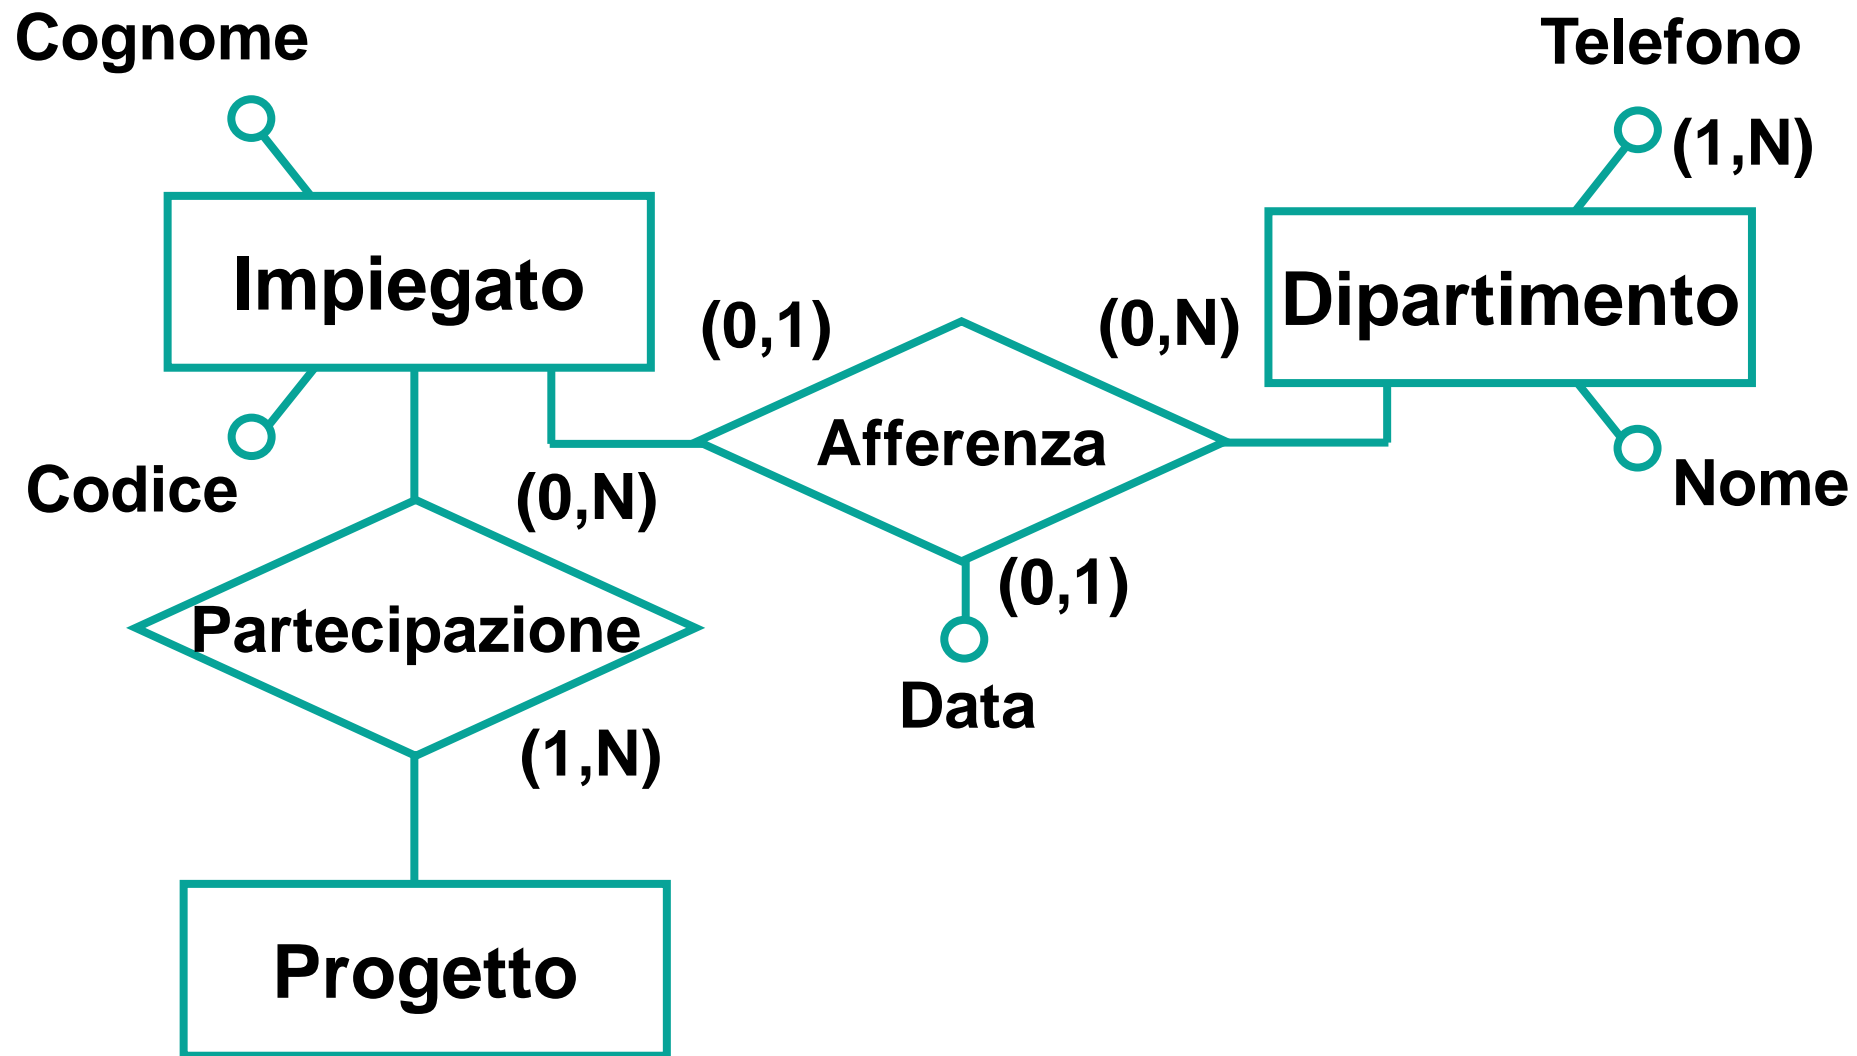 Cognome
Telefono
(1,N)
Impiegato
Dipartimento
(0,1)
(0,N)
Afferenza
Codice
(0,N)
Nome
(0,1)
Partecipazione
Data
(1,N)
Progetto